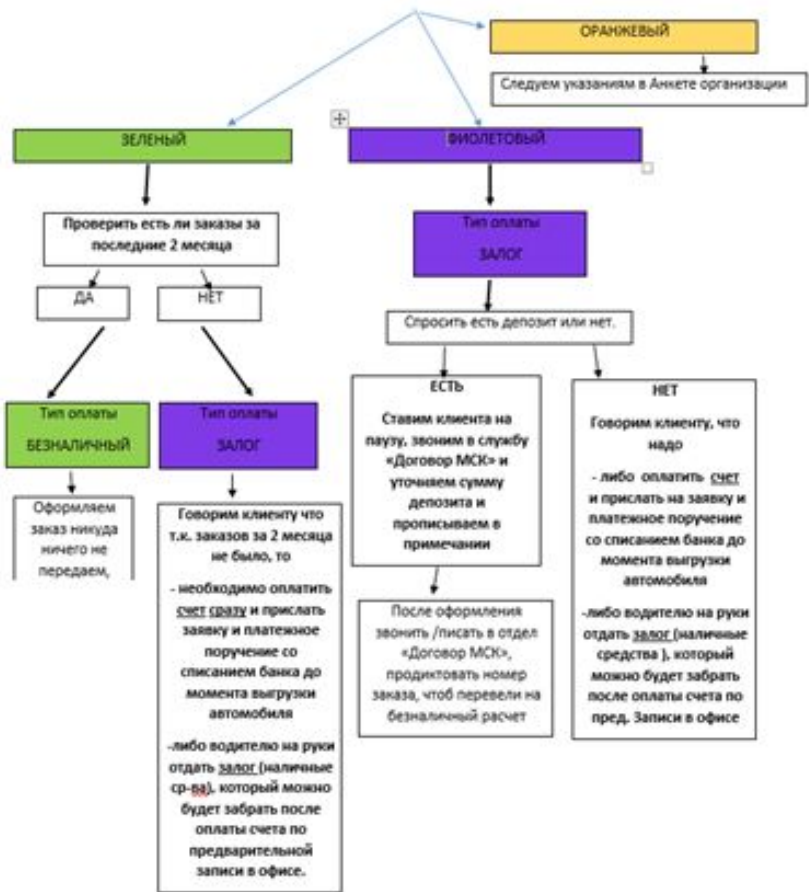 ОРАНЖЕВЫЙ
Следуем указаниям в Анкете организации
ЗЕЛЕНЫЙ
ФИОЛЕТОВЫЙ
Проверить есть ли заказы за
последние 2 месяца
ДА
НЕТ
Тип оплаты
ЗАЛОГ
Спросить есть депозит или нет.
Тип оплаты
БЕЗНАЛИЧНЫЙ
Тип оплаты
ЗАЛОГ
Оформляем
заказ никуда
ничего не
передаем,
Говорим клиенту что
т.к. заказов за 2 месяца
не было, то
- необходимо оплатить
счет сразу и прислать
заявку и платежное
поручение со
списанием банка до
момента выгрузки
автомобиля
-либо водителю на руки
отдать залог (наличные
ср-ва), который можно
будет забрать после
оплаты счета по
предварительной
записи в офисе.
ЕСТЬ
Ставим клиента на
паузу, звоним в службу
«Договор МСК» и
уточняем сумму
депозита и
прописываем в
примечании
После оформления
звонить /писать в отдел
«Договор МСК»,
продиктовать номер
заказа, чтоб перевели на
безналичный расчет
НЕТ
Говорим клиенту, что
надо
- либо оплатить счет
и прислать на заявку и
платежное поручение
со списанием банка до
момента выгрузки
автомобиля
-либо водителю на руки
отдать залог (наличные
средства ), который
можно будет забрать
после оплаты счета по
пред. Записи в офисе